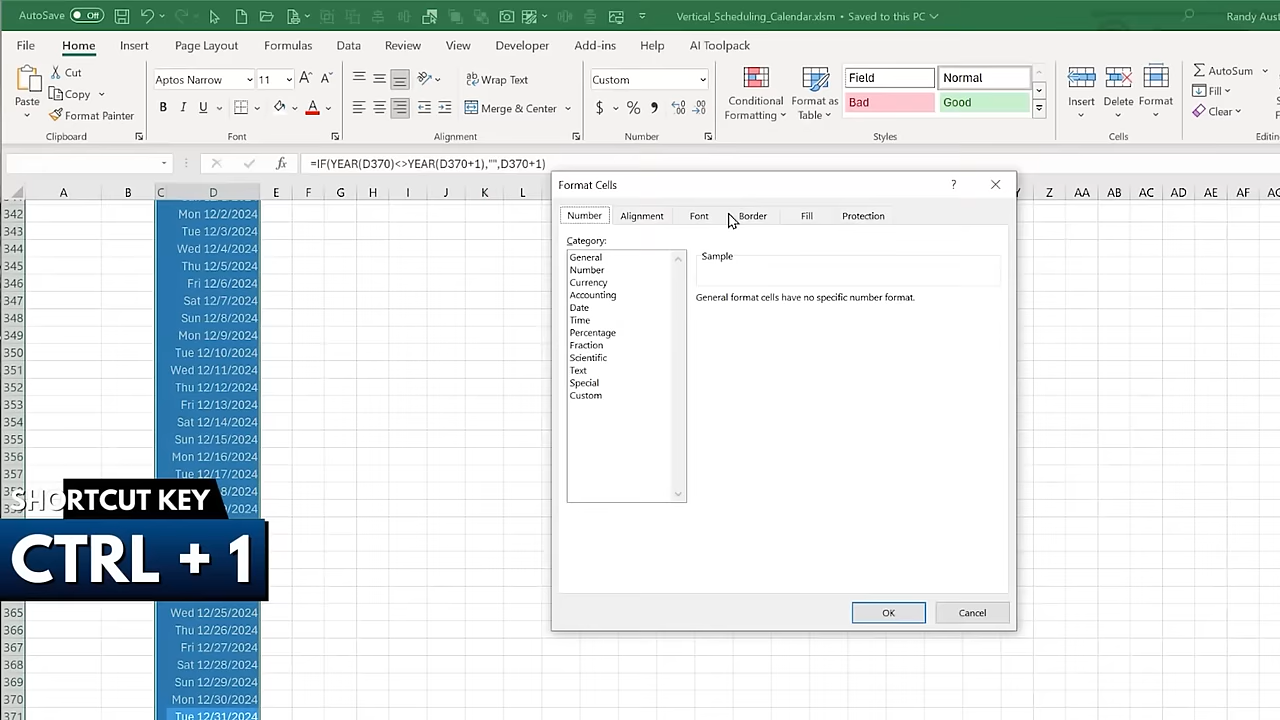 AutoSave Off Vertical_Scheduling_Calendar.xlsm • Saved to this PC Randy Aus
File Home Insert Page Layout Formulas Data Review View Developer Add-ins Help AI Toolpack
Paste Cut Copy Format Painter
Aptos Narrow 11 A A
B I U A
Wrap Text
Merge & Center
Custom
$ % 
Conditional Formatting Format as Table
Field Normal
Bad Good
Insert Delete Format
AutoSum
Fill
Clear
Clipboard Font Alignment Number Styles Cells Editin
fx =IF(YEAR(D370)<>YEAR(D370+1),"",D370+1)
A B C D E F G H I J K L Y Z AA AB AC AD AE AF AG
342 Mon 12/2/2024
343 Tue 12/3/2024
344 Wed 12/4/2024
345 Thu 12/5/2024
346 Fri 12/6/2024
347 Sat 12/7/2024
348 Sun 12/8/2024
349 Mon 12/9/2024
350 Tue 12/10/2024
351 Wed 12/11/2024
352 Thu 12/12/2024
353 Fri 12/13/2024
354 Sat 12/14/2024
355 Sun 12/15/2024
356 Mon 12/16/2024
357 Tue 12/17/2024
8/2024
9/2024
SHORTCUT KEY
CTRL + 1
365 Wed 12/25/2024
366 Thu 12/26/2024
367 Fri 12/27/2024
368 Sat 12/28/2024
369 Sun 12/29/2024
370 Mon 12/30/2024
371 Tue 12/31/2024
Format Cells ?
Number Alignment Font Border Fill Protection
Category:
General
Number
Currency
Accounting
Date
Time
Percentage
Fraction
Scientific
Text
Special
Custom
Sample
General format cells have no specific number format.
OK Cancel